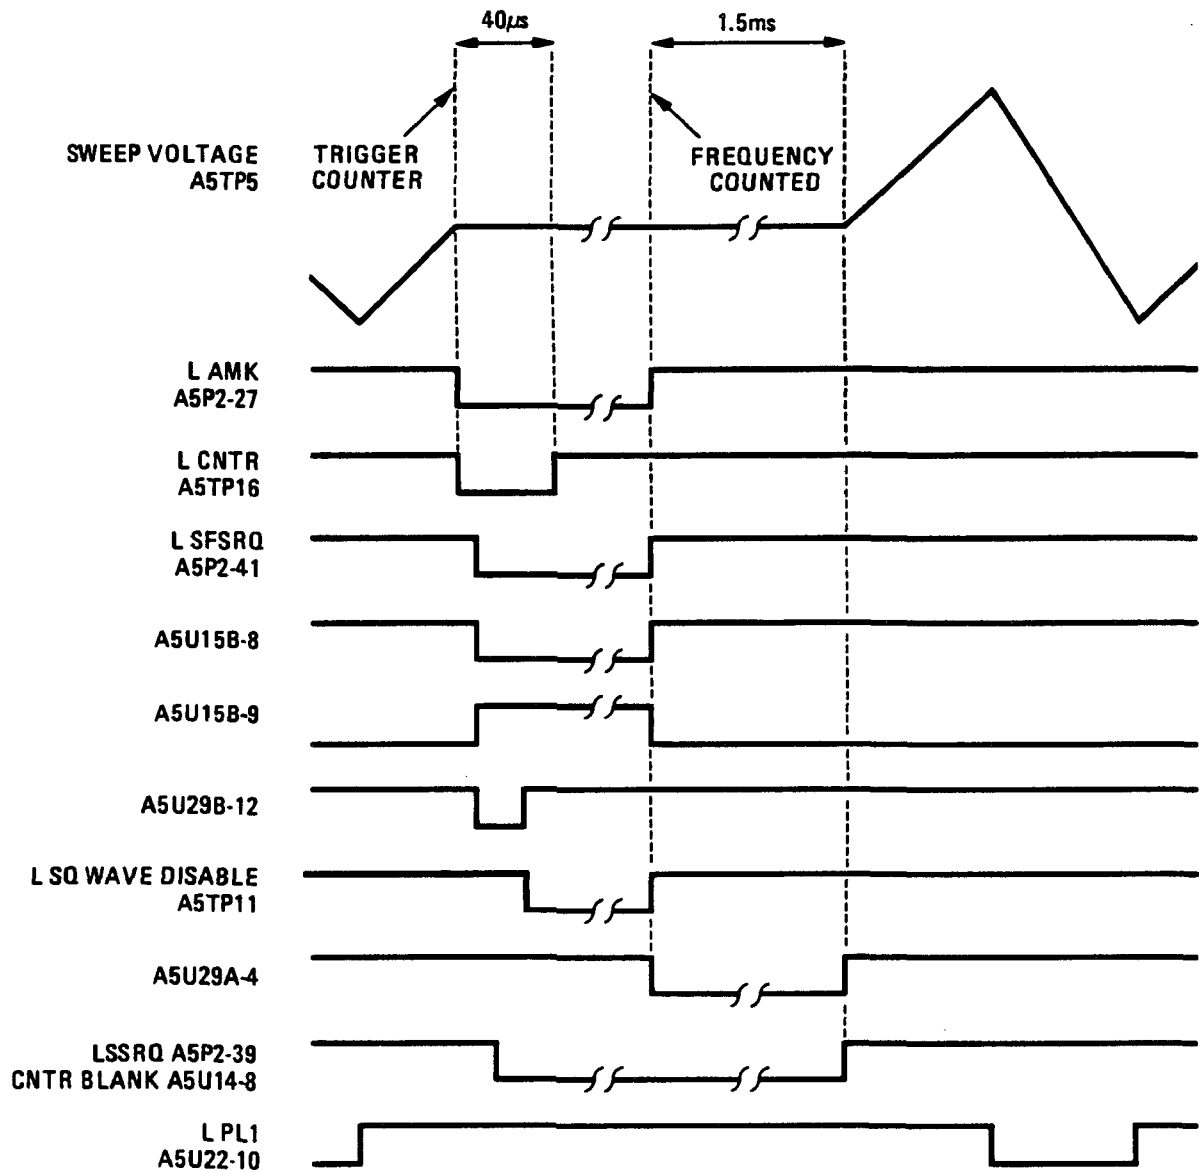 40µs
1.5ms
SWEEP VOLTAGE
A5TP5
TRIGGER
COUNTER
FREQUENCY
COUNTED
L AMK
A5P2-27
L CNTR
A5TP16
L SFSRQ
A5P2-41
A5U15B-8
A5U15B-9
A5U29B-12
L SQ WAVE DISABLE
A5TP11
A5U29A-4
LSSRQ A5P2-39
CNTR BLANK A5U14-8
L PL1
A5U22-10